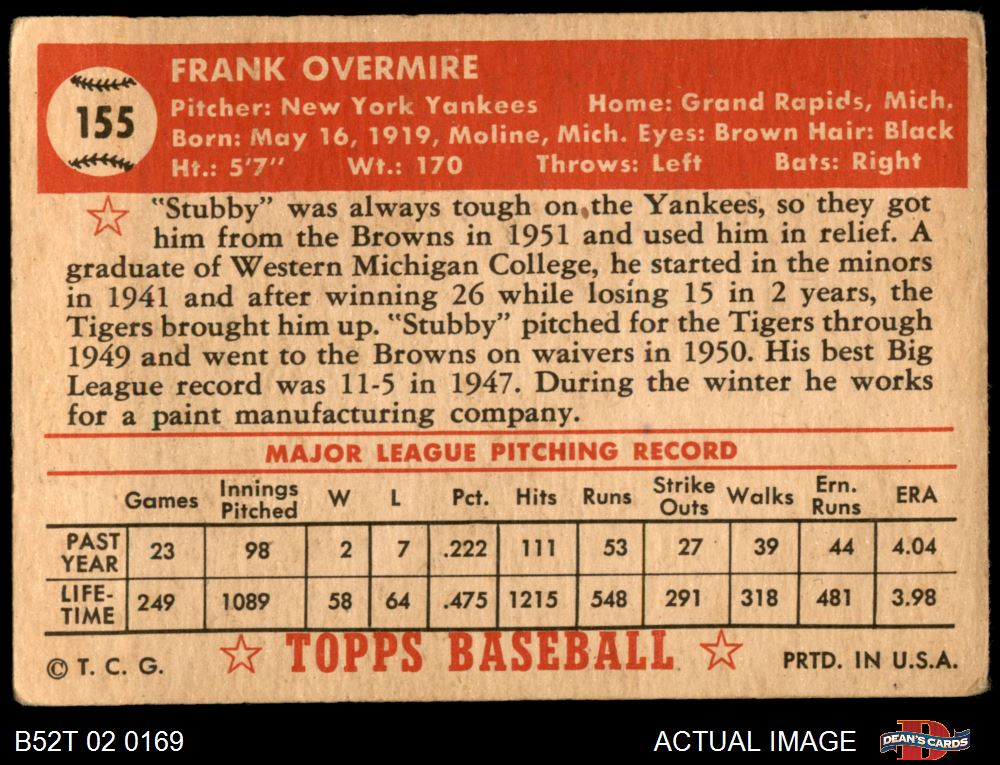 155
FRANK OVERMIRE
Pitcher: New York Yankees Home: Grand Rapids, Mich.
Born: May 16, 1919, Moline, Mich. Eyes: Brown Hair: Black
Ht.: 5'7" Wt.: 170 Throws: Left Bats: Right
"Stubby" was always tough on the Yankees, so they got
him from the Browns in 1951 and used him in relief. A
graduate of Western Michigan College, he started in the minors
in 1941 and after winning 26 while losing 15 in 2 years, the
Tigers brought him up. "Stubby" pitched for the Tigers through
1949 and went to the Browns on waivers in 1950. His best Big
League record was 11-5 in 1947. During the winter he works
for a paint manufacturing company.
MAJOR LEAGUE PITCHING RECORD
Games Innings Pitched W L Pct. Hits Runs Strike Outs Walks Ern. Runs ERA
PAST YEAR 23 98 2 7 .222 111 53 27 39 44 4.04
LIFE-TIME 249 1089 58 64 .475 1215 548 291 318 481 3.98
© T. C. G. TOPPS BASEBALL PRTD. IN U.S.A.
B52T 02 0169 ACTUAL IMAGE DEAN'S CARDS